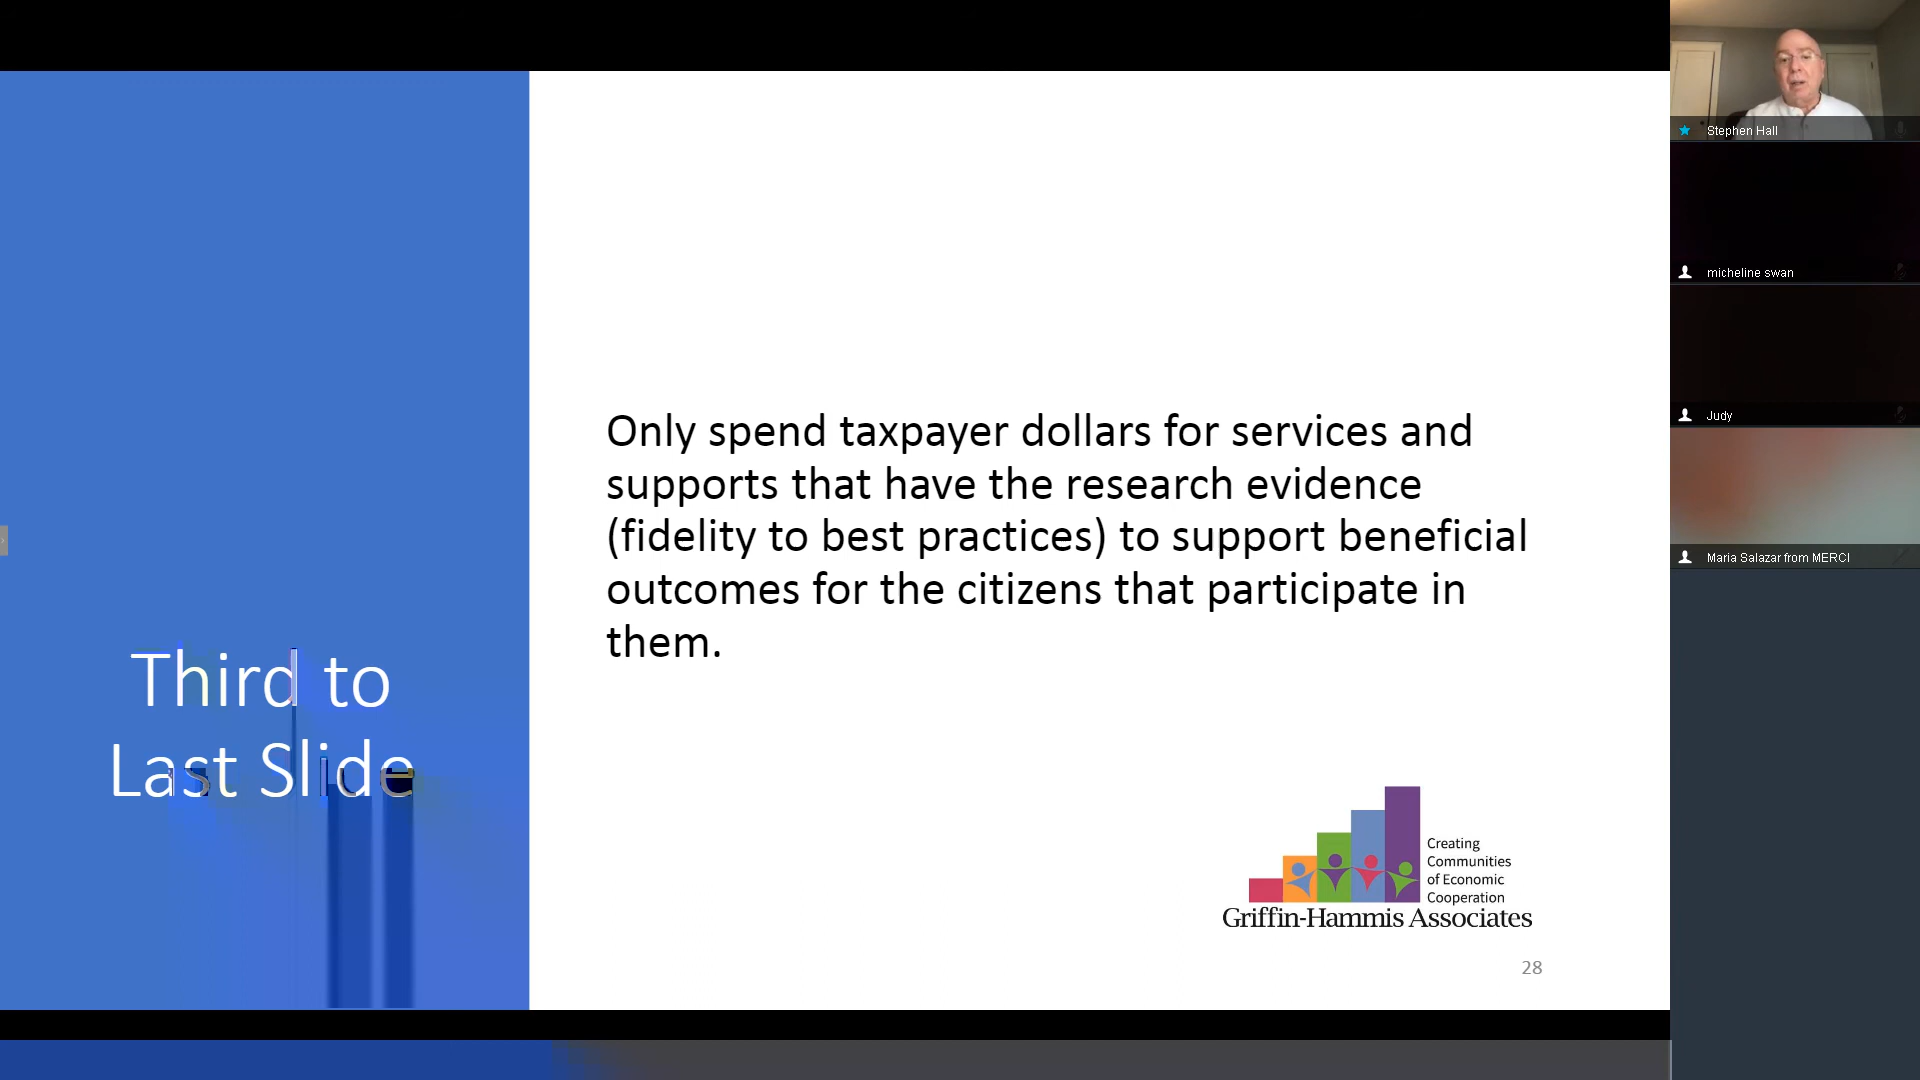 Third to
Last Slide
Only spend taxpayer dollars for services and
supports that have the research evidence
(fidelity to best practices) to support beneficial
outcomes for the citizens that participate in
them.
Creating
Communities
of Economic
Cooperation
Griffin-Hammis Associates
28
Stephen Hall
micheline swan
Judy
Maria Salazar from MERCI